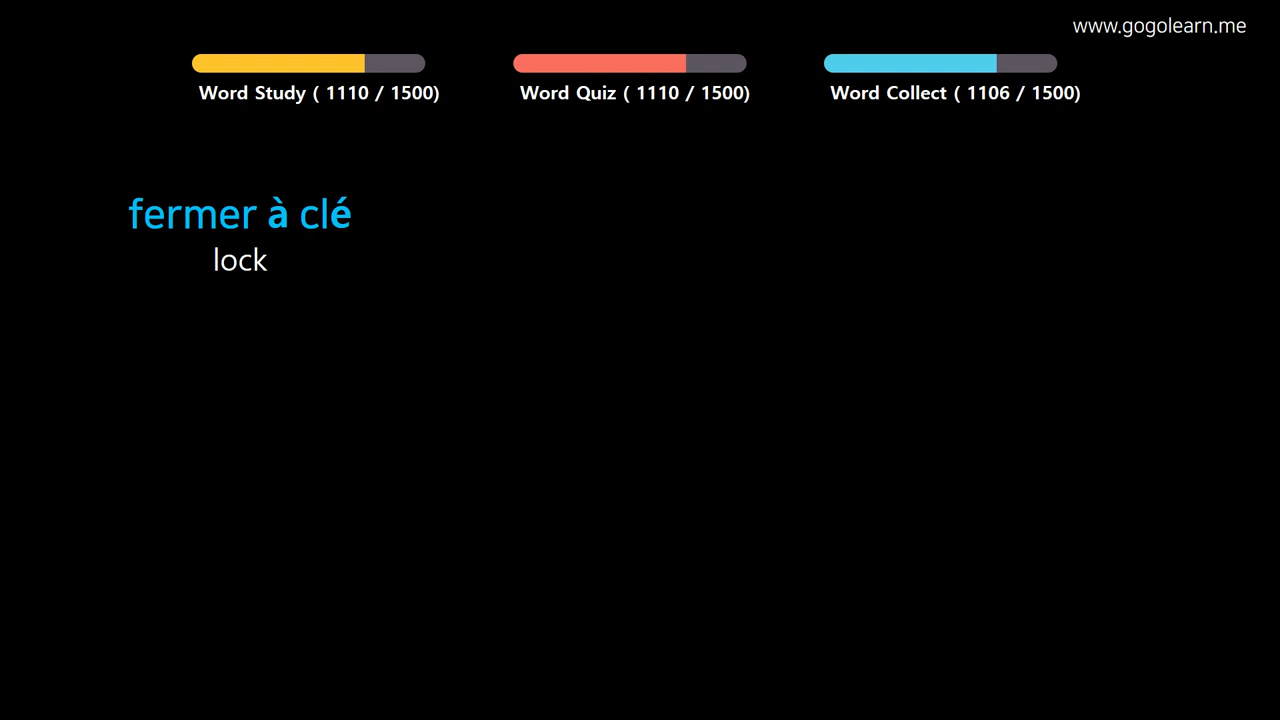 www.gogolearn.me
Word Study ( 1110 / 1500)
Word Quiz ( 1110 / 1500)
Word Collect ( 1106 / 1500)
fermer à clé
lock